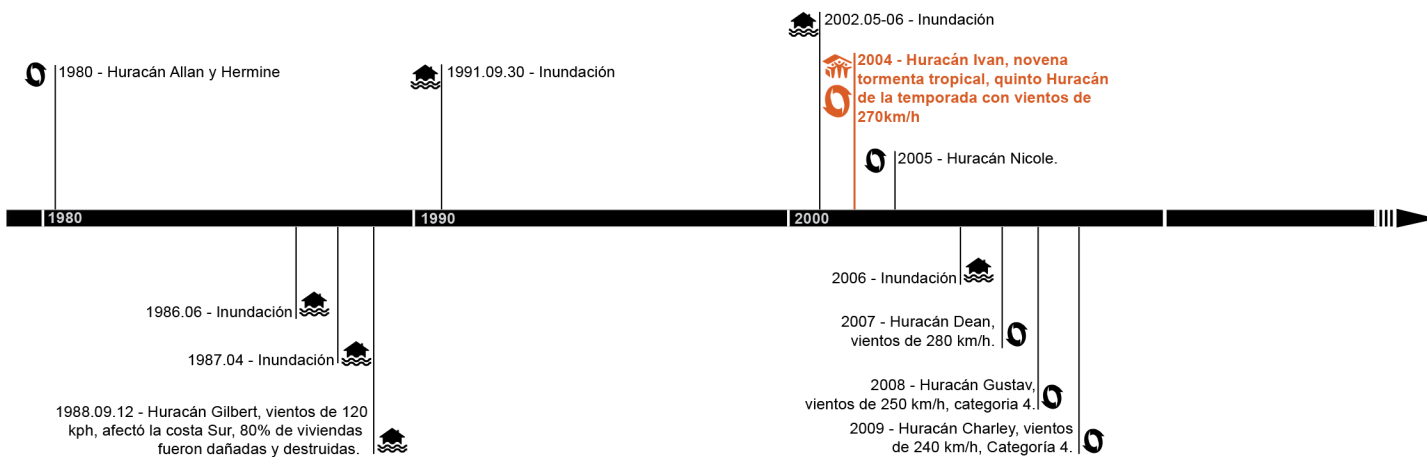 2002.05-06 - Inundación
1980 - Huracán Allan y Hermine
1991.09.30 - Inundación
2004 - Huracán Ivan, novena
tormenta tropical, quinto Huracán
de la temporada con vientos de
270km/h
2005 - Huracán Nicole.
1980
1990
2000
1986.06 - Inundación
1987.04 - Inundación
1988.09.12 - Huracán Gilbert, vientos de 120
kph, afectó la costa Sur, 80% de viviendas
fueron dañadas y destruidas.
2006 - Inundación
2007 - Huracán Dean,
vientos de 280 km/h.
2008 - Huracán Gustav,
vientos de 250 km/h, categoria 4.
2009 - Huracán Charley, vientos
de 240 km/h, Categoría 4.